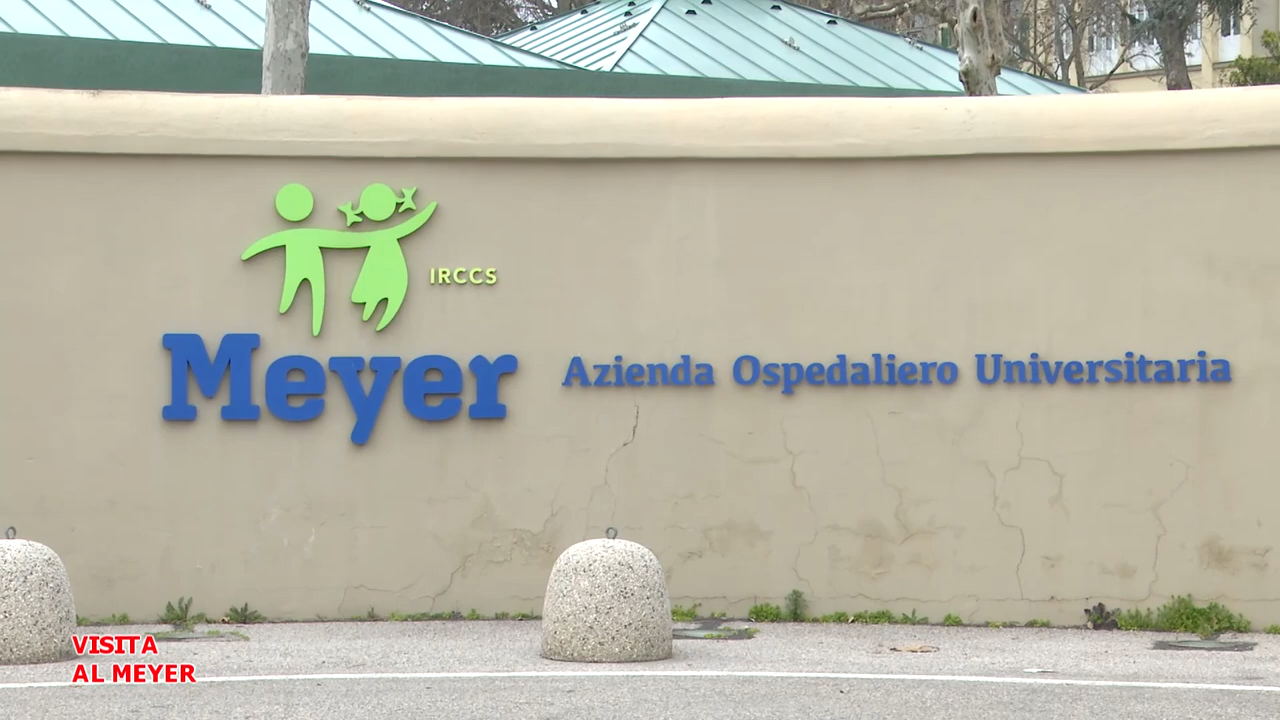 IRCCS
Meyer
Azienda Ospedaliero Universitaria
VISITA
AL MEYER